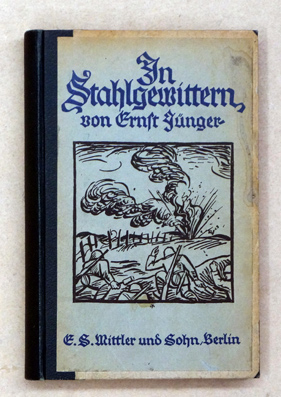 In
Stahlgewittern
von Ernst Jünger
E. S. Mittler und Sohn, Berlin